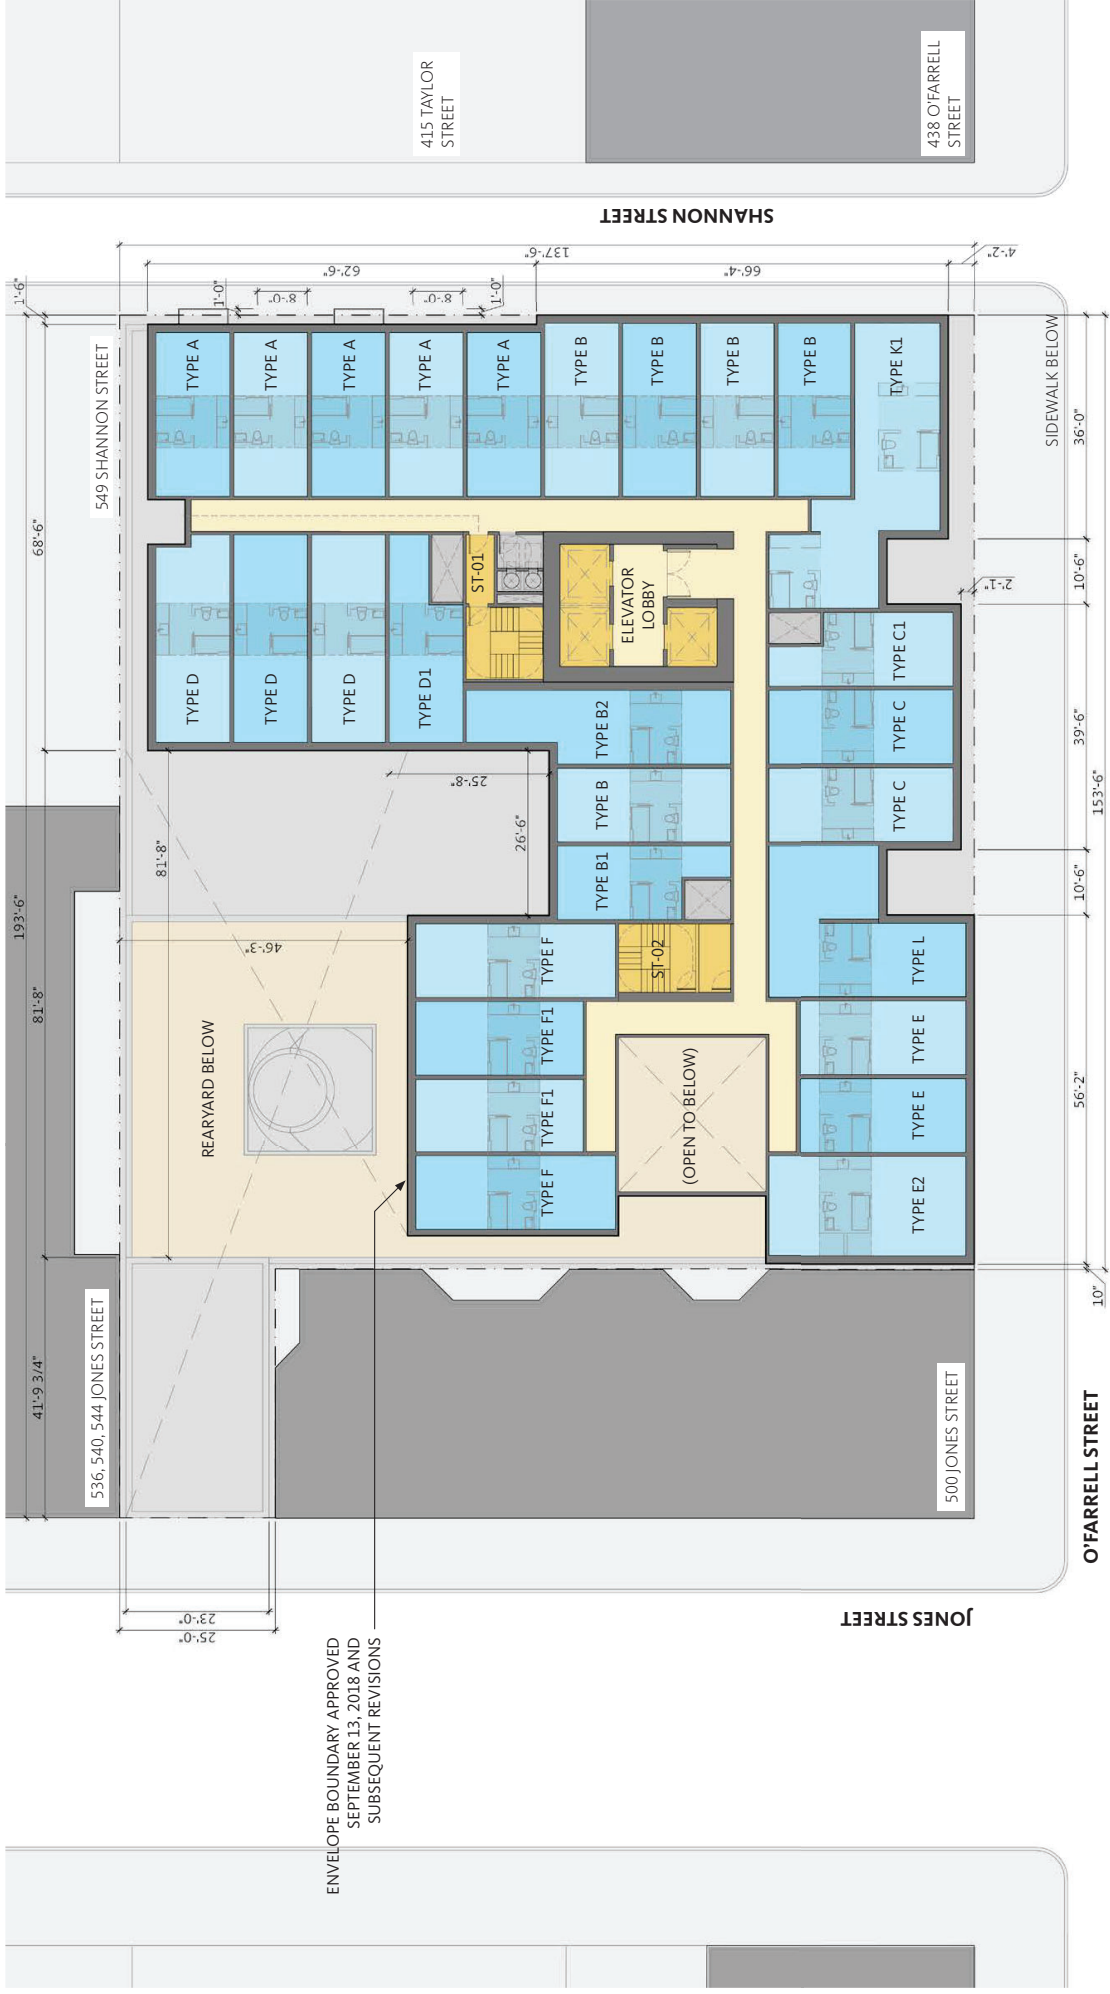 193'-6"
1'-6"
41'-9 3/4"
81'-8"
68'-6"
536, 540, 544 JONES STREET
549 SHANNON STREET
81'-8"
25'-0"
23'-0"
REARYARD BELOW
TYPE D
TYPE A
1'-0"
46'-3"
TYPE D
TYPE A
8'-0"
ENVELOPE BOUNDARY APPROVED
SEPTEMBER 13, 2018 AND
SUBSEQUENT REVISIONS
TYPE D
TYPE A
62'-6"
TYPE D1
TYPE A
8'-0"
415 TAYLOR
STREET
25'-8"
ST-01
TYPE A
1'-0"
26'-6"
TYPE F
TYPE F1
TYPE F1
TYPE F
TYPE B
137'-6"
TYPE B1
TYPE B
TYPE B2
ELEVATOR
LOBBY
ST-02
TYPE B
(OPEN TO BELOW)
TYPE B
SHANNON STREET
66'-4"
TYPE B
TYPE C
TYPE C
TYPE C1
TYPE K1
TYPE E2
TYPE E
TYPE E
TYPE L
JONES STREET
500 JONES STREET
438 O'FARRELL
STREET
2'-1"
4'-2"
SIDEWALK BELOW
56'-2"
10'-6"
39'-6"
10'-6"
36'-0"
10"
153'-6"
O'FARRELL STREET